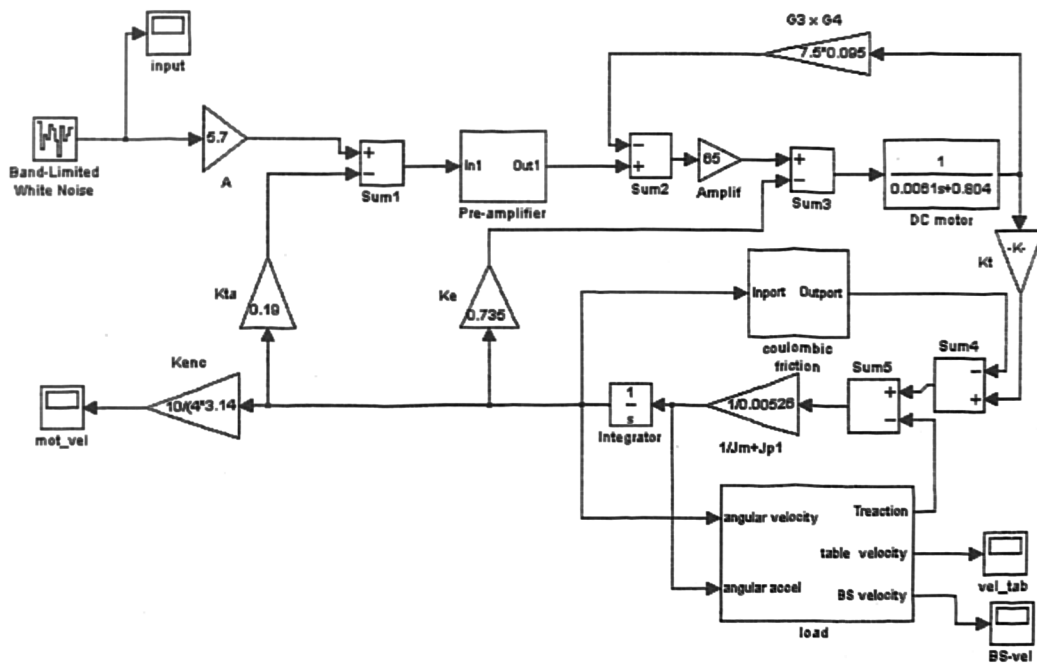 G3 x G4
7.5*0.095
input
Band-Limited
White Noise
5.7
A
+
−
Sum1
In1
Out1
Pre-amplifier
−
+
Sum2
65
Amplif
+
−
Sum3
1
0.0061s+0.804
DC motor
-K-
Kt
Kta
0.19
Ke
0.735
Inport
Outport
coulombic
friction
Sum4
−
+
Sum5
+
−
Kenc
10/(4*3.14
mot_vel
1
s
Integrator
1/0.00526
1/Jm+Jp1
angular velocity
Treaction
table velocity
angular accel
BS velocity
load
vel_tab
BS-vel